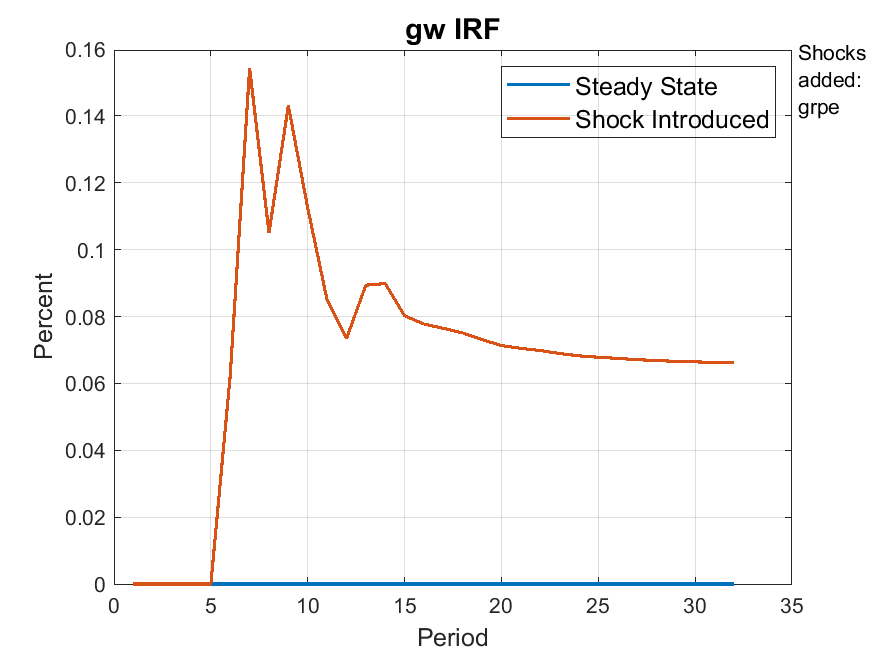 gw IRF
Shocks
added:
grpe
Steady State
Shock Introduced
0.16
0.14
0.12
0.1
0.08
0.06
0.04
0.02
0
Percent
0
5
10
15
20
25
30
35
Period